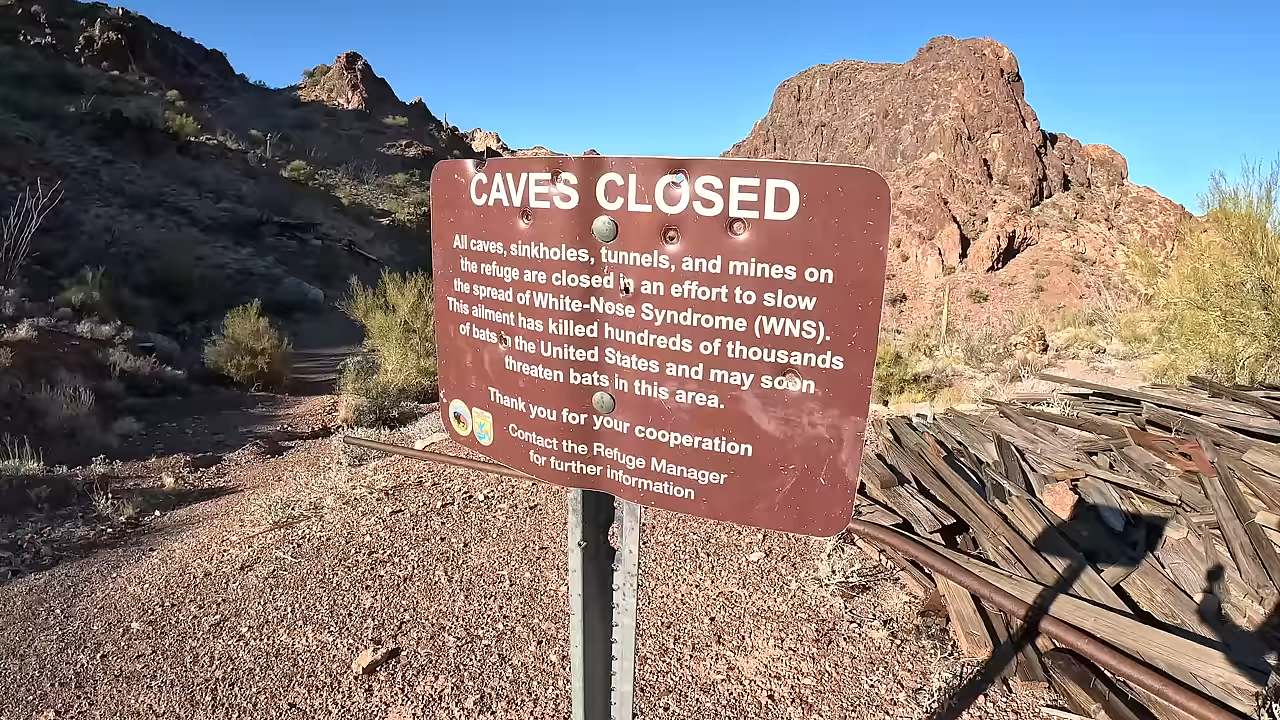 CAVES CLOSED
All caves, sinkholes, tunnels, and mines on
the refuge are closed in an effort to slow
the spread of White-Nose Syndrome (WNS).
This ailment has killed hundreds of thousands
of bats in the United States and may soon
threaten bats in this area.
Thank you for your cooperation
Contact the Refuge Manager
for further information